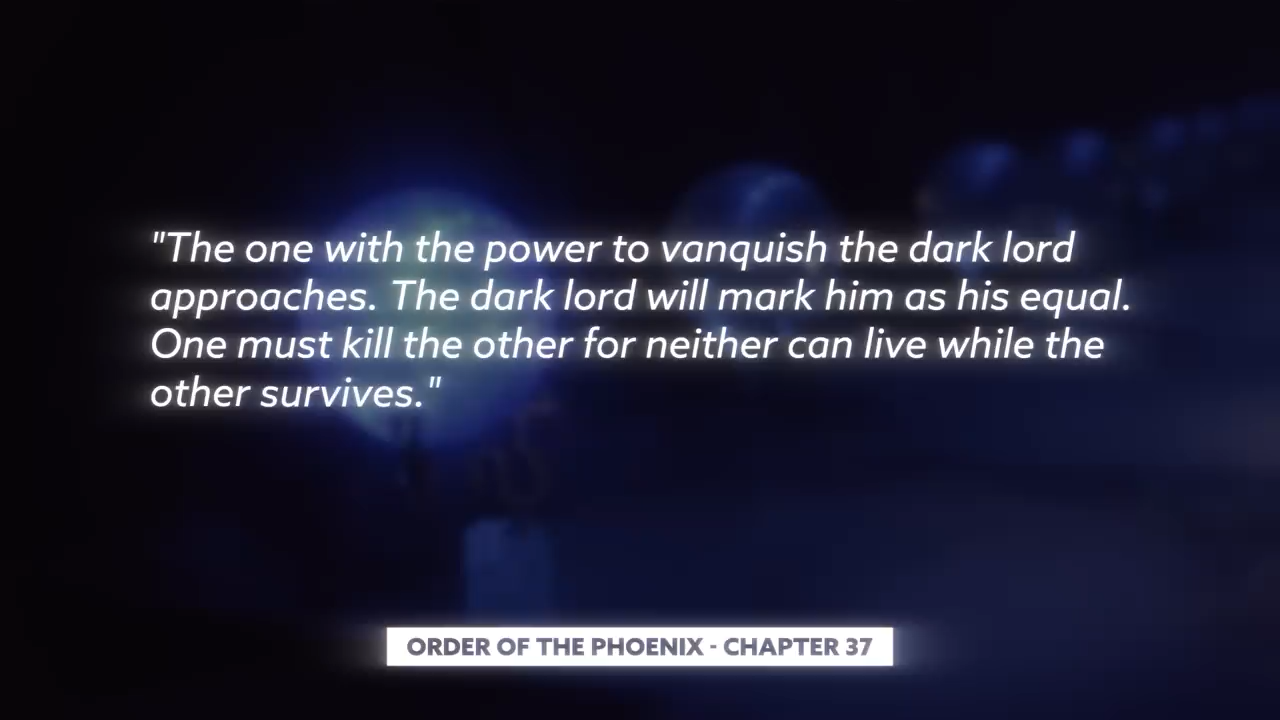 "The one with the power to vanquish the dark lord
approaches. The dark lord will mark him as his equal.
One must kill the other for neither can live while the
other survives."
ORDER OF THE PHOENIX - CHAPTER 37